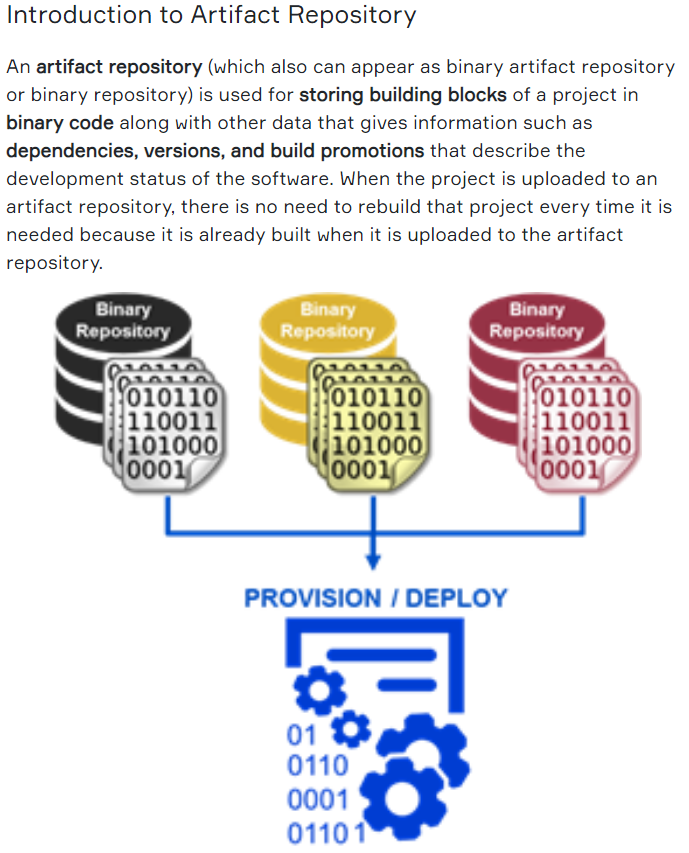 Introduction to Artifact Repository
An artifact repository (which also can appear as binary artifact repository
or binary repository) is used for storing building blocks of a project in
binary code along with other data that gives information such as
dependencies, versions, and build promotions that describe the
development status of the software. When the project is uploaded to an
artifact repository, there is no need to rebuild that project every time it is
needed because it is already built when it is uploaded to the artifact
repository.
Binary
Repository
010110
110011
101000
0001
Binary
Repository
010110
110011
101000
0001
Binary
Repository
010110
110011
101000
0001
PROVISION / DEPLOY
01
0110
0001
01101